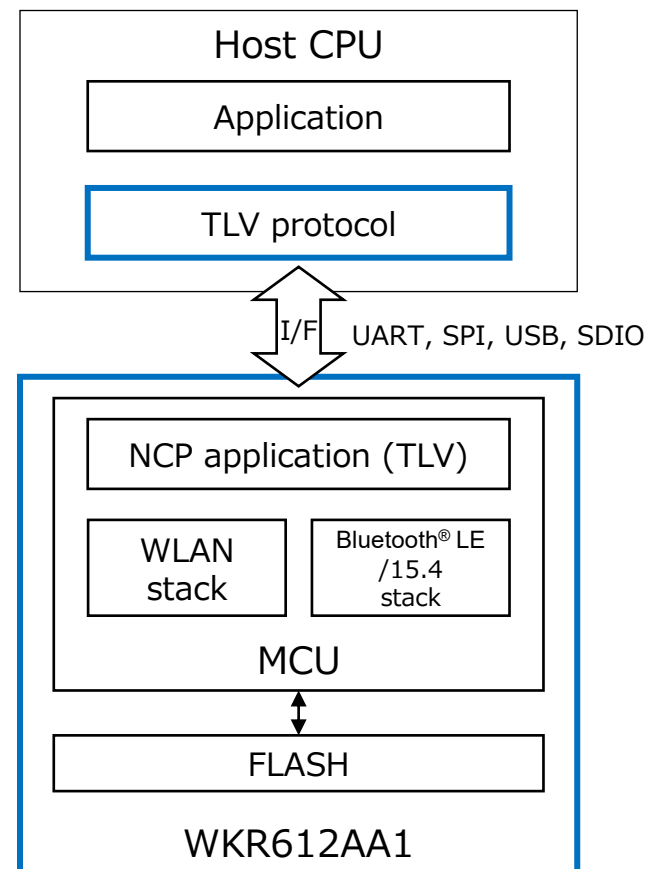 Host CPU
Application
TLV protocol
I/F
UART, SPI, USB, SDIO
NCP application (TLV)
WLAN
stack
Bluetooth® LE
/15.4
stack
MCU
FLASH
WKR612AA1